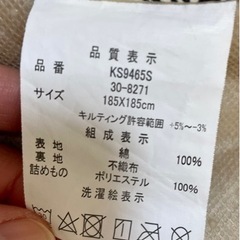 品質表示
品番 KS9465S
30-8271
サイズ 185X185cm
キルティング許容範囲 +5%~-3%
組成表示
表地 綿 100%
裏地 不織布
詰めもの ポリエステル 100%
洗濯絵表示